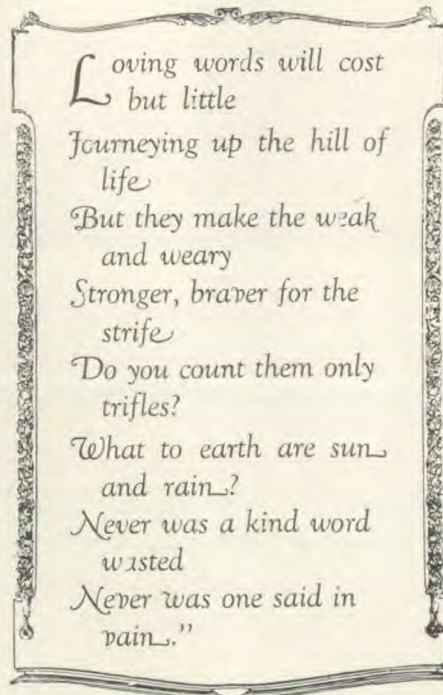 Loving words will cost
but little
Journeying up the hill of
life
But they make the weak
and weary
Stronger, braver for the
strife
Do you count them only
trifles?
What to earth are sun
and rain?
Never was a kind word
wasted
Never was one said in
vain."